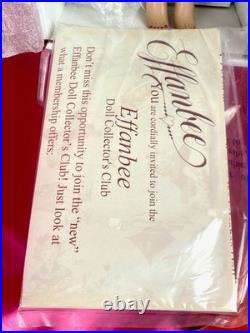 Effanbee
You are cordially invited to join the
Effanbee
Doll Collector's Club
Don't miss this opportunity to join the "new"
Effanbee Doll Collector's Club! Just look at
what a membership offers: